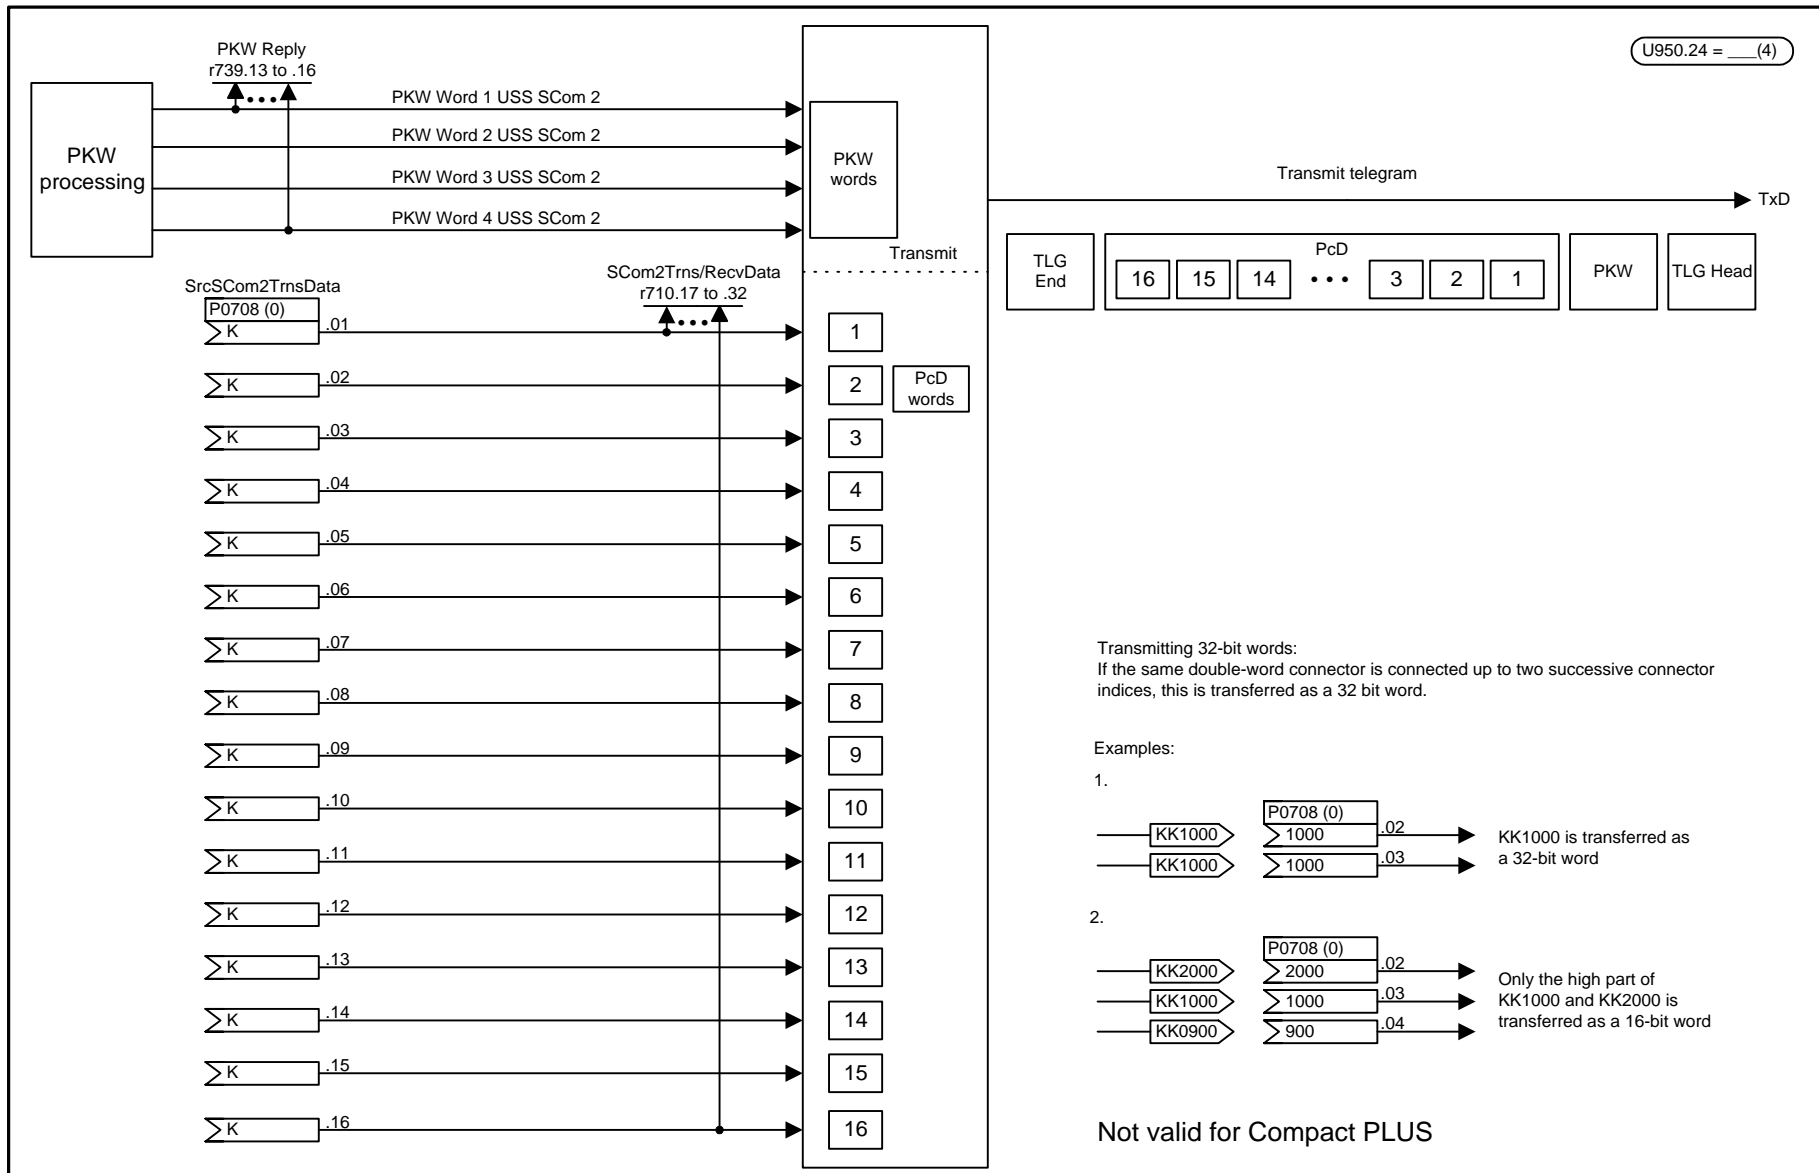 U950.24 = ___(4)
PKW Reply
r739.13 to .16
PKW
processing
PKW Word 1 USS SCom 2
PKW Word 2 USS SCom 2
PKW Word 3 USS SCom 2
PKW Word 4 USS SCom 2
PKW
words
Transmit
Transmit telegram
TxD
TLG
End
PcD
16 15 14 • • • 3 2 1
PKW
TLG Head
SrcSCom2TrnsData
P0708 (0)
SCom2Trns/RecvData
r710.17 to .32
K .01 1
K .02 2
PcD
words
K .03 3
K .04 4
K .05 5
K .06 6
K .07 7
K .08 8
K .09 9
K .10 10
K .11 11
K .12 12
K .13 13
K .14 14
K .15 15
K .16 16
Transmitting 32-bit words:
If the same double-word connector is connected up to two successive connector
indices, this is transferred as a 32 bit word.
Examples:
1.
P0708 (0)
KK1000 1000 .02
KK1000 1000 .03
KK1000 is transferred as
a 32-bit word
2.
P0708 (0)
KK2000 2000 .02
KK1000 1000 .03
KK0900 900 .04
Only the high part of
KK1000 and KK2000 is
transferred as a 16-bit word
Not valid for Compact PLUS